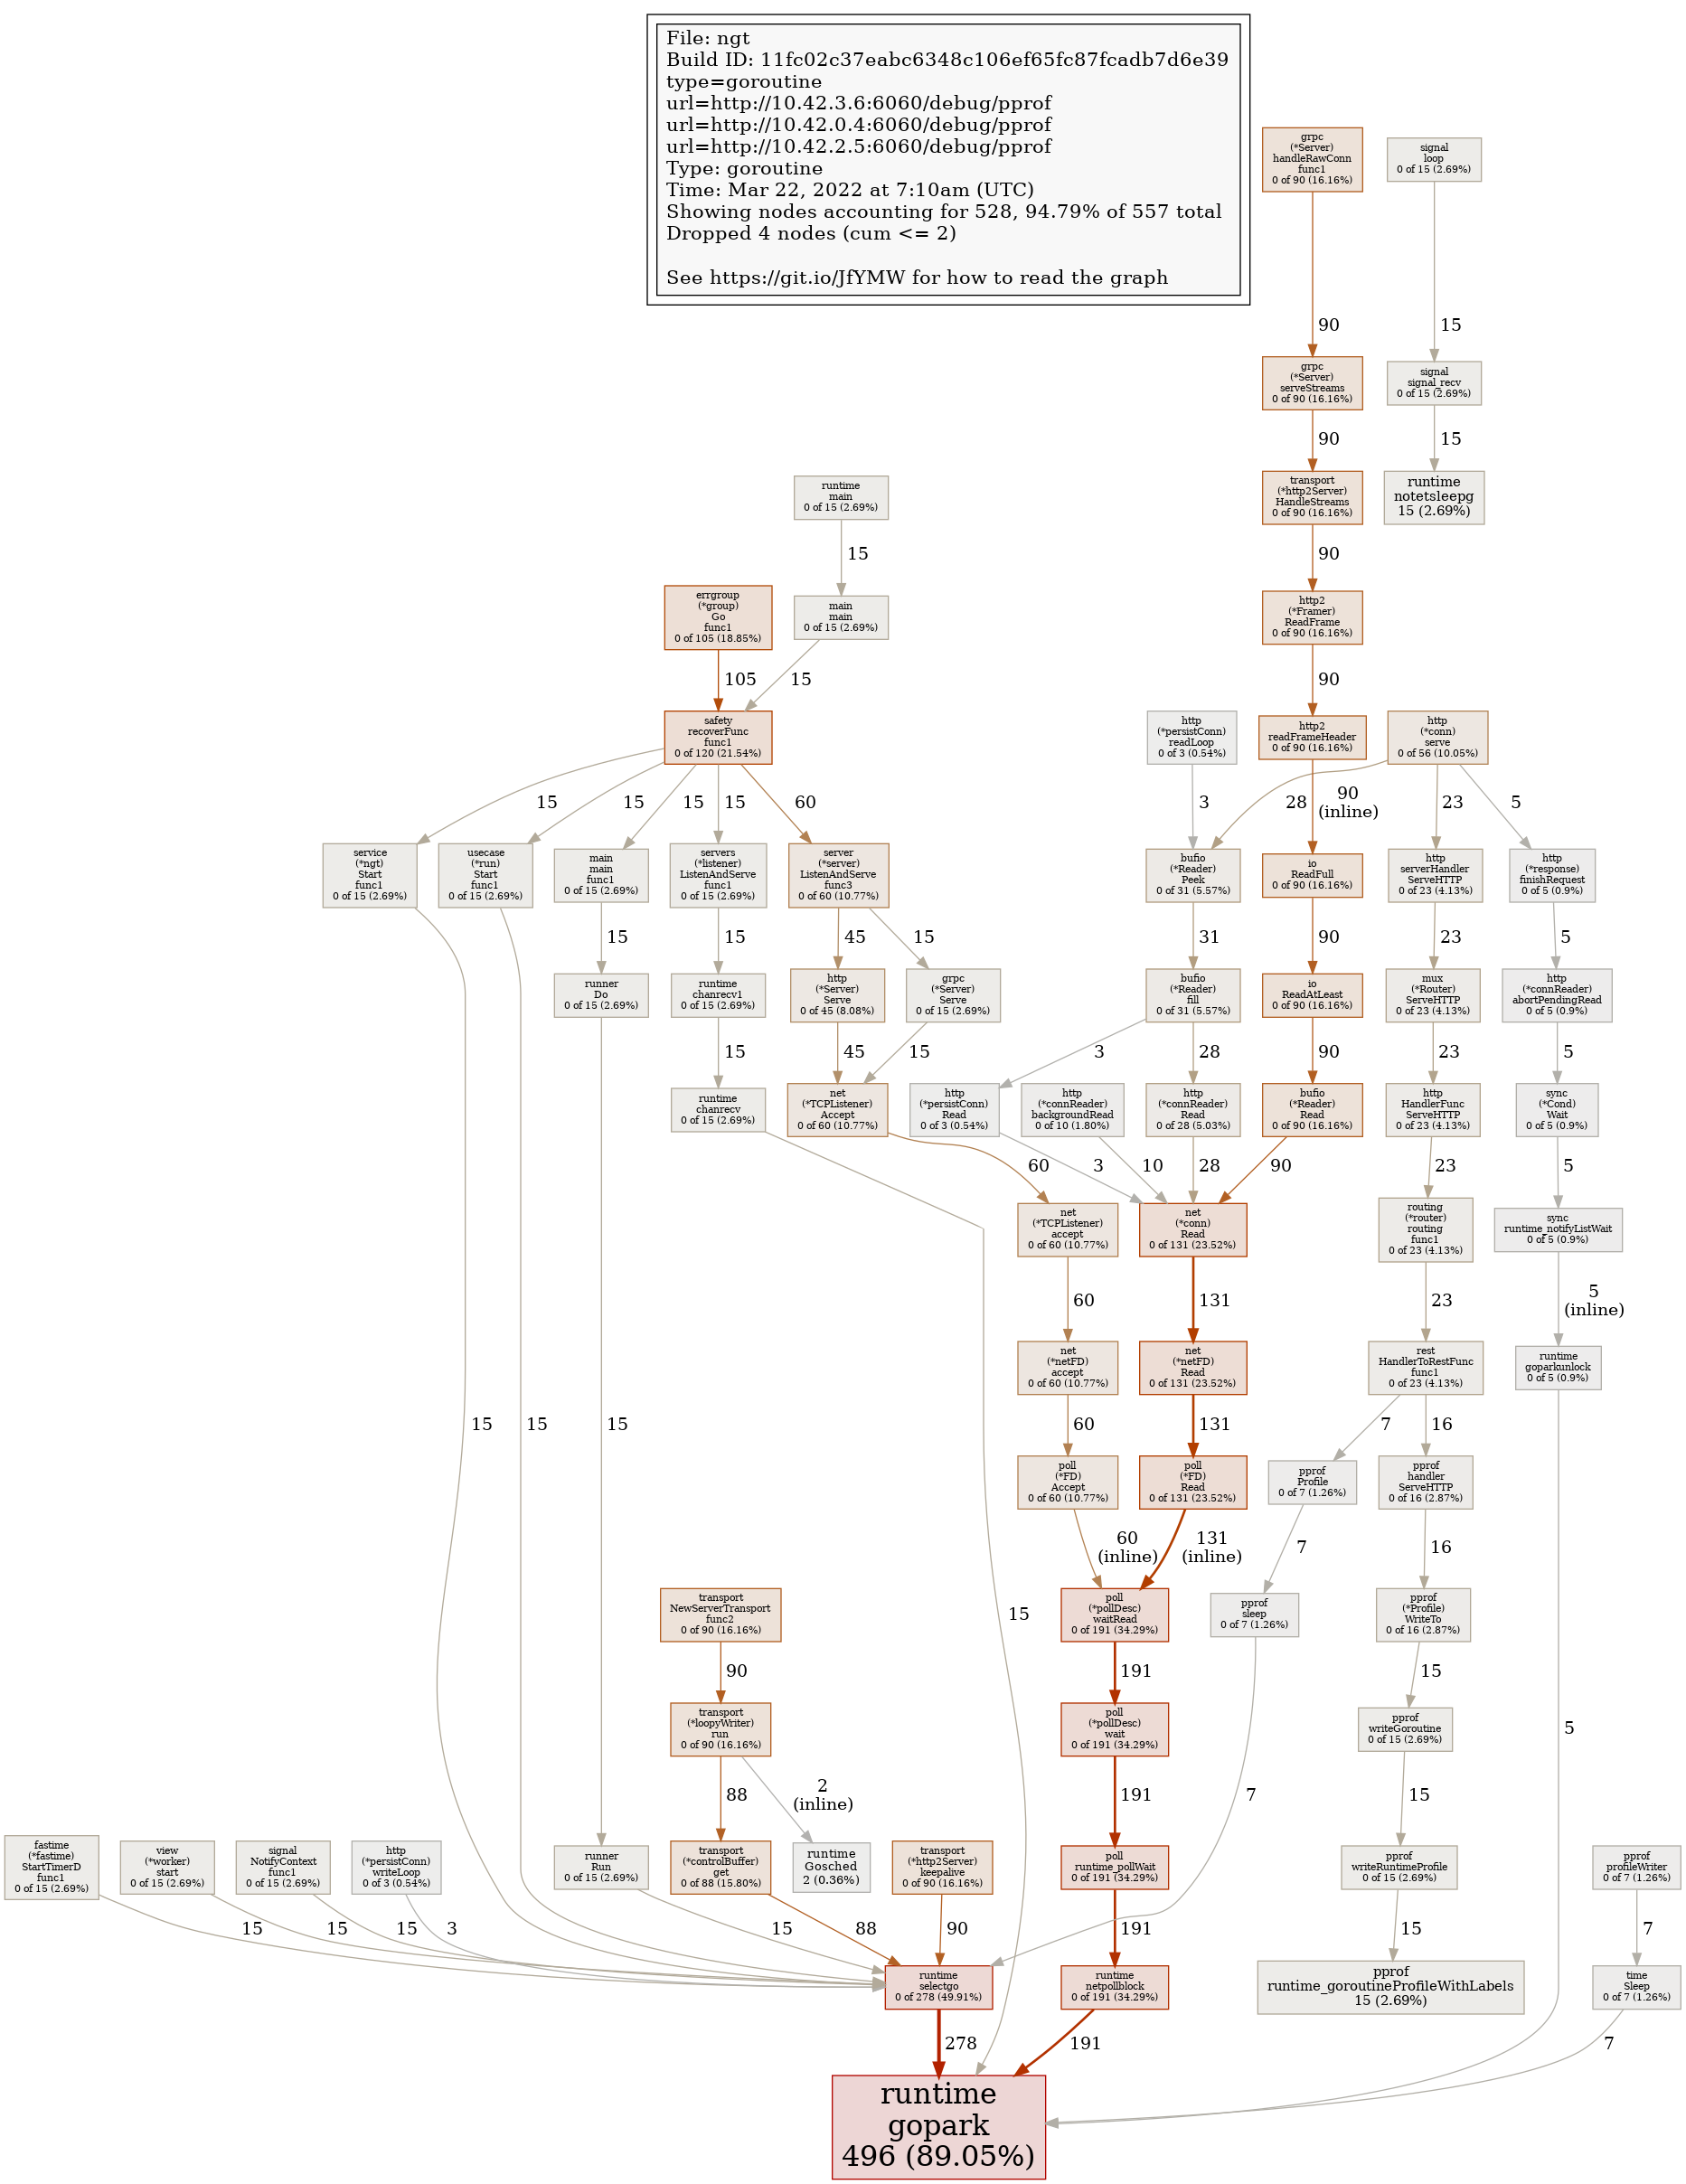 File: ngt
Build ID: 11fc02c37eabc6348c106ef65fc87fcadb7d6e39
type=goroutine
url=http://10.42.3.6:6060/debug/pprof
url=http://10.42.0.4:6060/debug/pprof
url=http://10.42.2.5:6060/debug/pprof
Type: goroutine
Time: Mar 22, 2022 at 7:10am (UTC)
Showing nodes accounting for 528, 94.79% of 557 total
Dropped 4 nodes (cum <= 2)
See https://git.io/JfYMW for how to read the graph
grpc
(*Server)
handleRawConn
func1
0 of 90 (16.16%)
signal
loop
0 of 15 (2.69%)
90
15
grpc
(*Server)
serveStreams
0 of 90 (16.16%)
signal
signal_recv
0 of 15 (2.69%)
90
15
runtime
main
0 of 15 (2.69%)
transport
(*http2Server)
HandleStreams
0 of 90 (16.16%)
runtime
notetsleepg
15 (2.69%)
15
90
errgroup
(*group)
Go
func1
0 of 105 (18.85%)
main
main
0 of 15 (2.69%)
http2
(*Framer)
ReadFrame
0 of 90 (16.16%)
105
15
90
safety
recoverFunc
func1
0 of 120 (21.54%)
http
(*persistConn)
readLoop
0 of 3 (0.54%)
http2
readFrameHeader
0 of 90 (16.16%)
http
(*conn)
serve
0 of 56 (10.05%)
15
15
15
15
60
3
28
90
(inline)
23
5
service
(*ngt)
Start
func1
0 of 15 (2.69%)
usecase
(*run)
Start
func1
0 of 15 (2.69%)
main
main
func1
0 of 15 (2.69%)
servers
(*listener)
ListenAndServe
func1
0 of 15 (2.69%)
server
(*server)
ListenAndServe
func3
0 of 60 (10.77%)
bufio
(*Reader)
Peek
0 of 31 (5.57%)
io
ReadFull
0 of 90 (16.16%)
http
serverHandler
ServeHTTP
0 of 23 (4.13%)
http
(*response)
finishRequest
0 of 5 (0.9%)
15
15
45
15
31
90
23
5
runner
Do
0 of 15 (2.69%)
runtime
chanrecv1
0 of 15 (2.69%)
http
(*Server)
Serve
0 of 45 (8.08%)
grpc
(*Server)
Serve
0 of 15 (2.69%)
bufio
(*Reader)
fill
0 of 31 (5.57%)
io
ReadAtLeast
0 of 90 (16.16%)
mux
(*Router)
ServeHTTP
0 of 23 (4.13%)
http
(*connReader)
abortPendingRead
0 of 5 (0.9%)
15
45
15
3
28
90
23
5
runtime
chanrecv
0 of 15 (2.69%)
net
(*TCPListener)
Accept
0 of 60 (10.77%)
http
(*persistConn)
Read
0 of 3 (0.54%)
http
(*connReader)
backgroundRead
0 of 10 (1.80%)
http
(*connReader)
Read
0 of 28 (5.03%)
bufio
(*Reader)
Read
0 of 90 (16.16%)
http
HandlerFunc
ServeHTTP
0 of 23 (4.13%)
sync
(*Cond)
Wait
0 of 5 (0.9%)
60
3
10
28
90
23
5
net
(*TCPListener)
accept
0 of 60 (10.77%)
net
(*conn)
Read
0 of 131 (23.52%)
routing
(*router)
routing
func1
0 of 23 (4.13%)
sync
runtime_notifyListWait
0 of 5 (0.9%)
60
131
23
5
(inline)
net
(*netFD)
accept
0 of 60 (10.77%)
net
(*netFD)
Read
0 of 131 (23.52%)
rest
HandlerToRestFunc
func1
0 of 23 (4.13%)
runtime
goparkunlock
0 of 5 (0.9%)
15
15
15
60
131
7
16
poll
(*FD)
Accept
0 of 60 (10.77%)
poll
(*FD)
Read
0 of 131 (23.52%)
pprof
Profile
0 of 7 (1.26%)
pprof
handler
ServeHTTP
0 of 16 (2.87%)
60
(inline)
131
(inline)
7
16
transport
NewServerTransport
func2
0 of 90 (16.16%)
15
poll
(*pollDesc)
waitRead
0 of 191 (34.29%)
pprof
sleep
0 of 7 (1.26%)
pprof
(*Profile)
WriteTo
0 of 16 (2.87%)
90
191
15
transport
(*loopyWriter)
run
0 of 90 (16.16%)
poll
(*pollDesc)
wait
0 of 191 (34.29%)
pprof
writeGoroutine
0 of 15 (2.69%)
5
88
2
(inline)
191
7
15
fastime
(*fastime)
StartTimerD
func1
0 of 15 (2.69%)
view
(*worker)
start
0 of 15 (2.69%)
signal
NotifyContext
func1
0 of 15 (2.69%)
http
(*persistConn)
writeLoop
0 of 3 (0.54%)
runner
Run
0 of 15 (2.69%)
transport
(*controlBuffer)
get
0 of 88 (15.80%)
runtime
Gosched
2 (0.36%)
transport
(*http2Server)
keepalive
0 of 90 (16.16%)
poll
runtime_pollWait
0 of 191 (34.29%)
pprof
writeRuntimeProfile
0 of 15 (2.69%)
pprof
profileWriter
0 of 7 (1.26%)
15
15
15
3
15
88
90
191
15
7
runtime
selectgo
0 of 278 (49.91%)
runtime
netpollblock
0 of 191 (34.29%)
pprof
runtime_goroutineProfileWithLabels
15 (2.69%)
time
Sleep
0 of 7 (1.26%)
278
191
7
runtime
gopark
496 (89.05%)